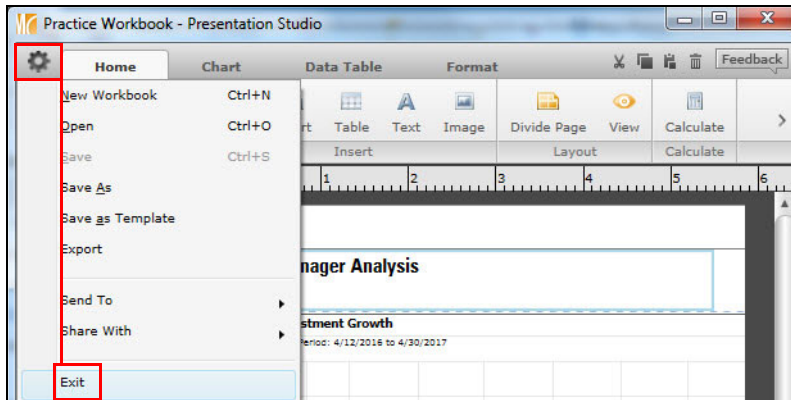 Practice Workbook - Presentation Studio
Home Chart Data Table Format Feedback
New Workbook Ctrl+N
Open Ctrl+O
Save Ctrl+S
Save As
Save as Template
Export
Send To
Share With
Exit
rt Table Text Image Divide Page View Calculate
Insert Layout Calculate
1 2 3 4 5 6
nager Analysis
stment Growth
Period: 4/12/2016 to 4/30/2017